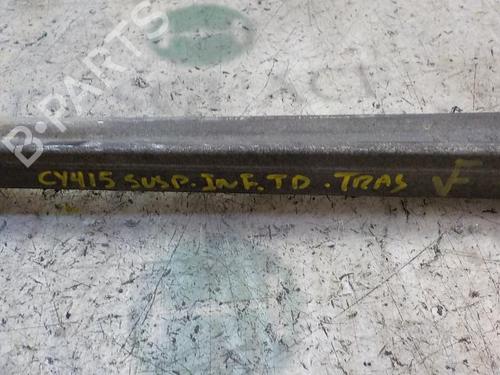 B-PARTS
CY415 SUSP. INF. TD. TRAS